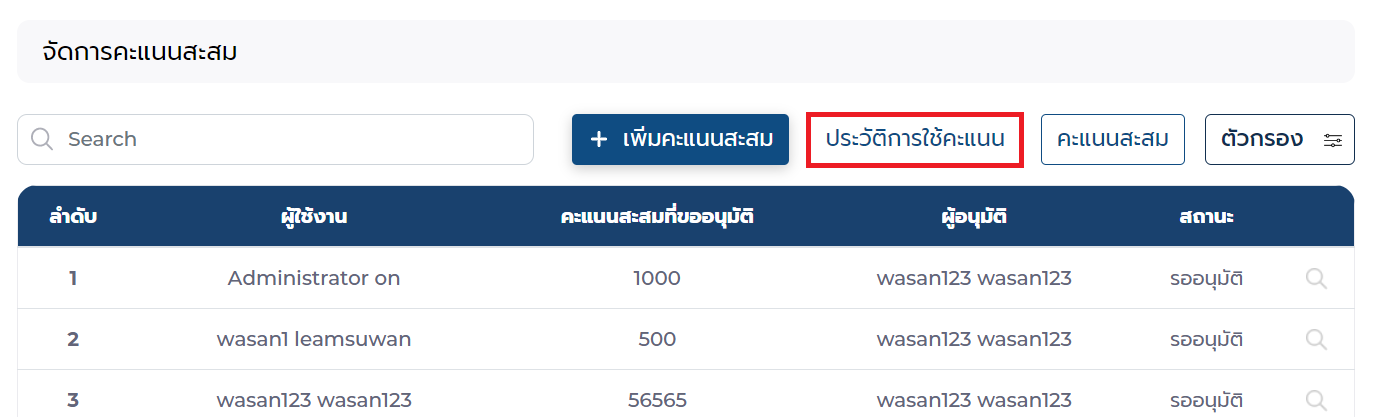 จัดการคะแนนสะสม
Search + เพิ่มคะแนนสะสม ประวัติการใช้คะแนน คะแนนสะสม ตัวกรอง
ลำดับ ผู้ใช้งาน คะแนนสะสมที่ขออนุมัติ ผู้อนุมัติ สถานะ
1 Administrator on 1000 wasan123 wasan123 รออนุมัติ
2 wasan1 leamsuwan 500 wasan123 wasan123 รออนุมัติ
3 wasan123 wasan123 56565 wasan123 wasan123 รออนุมัติ